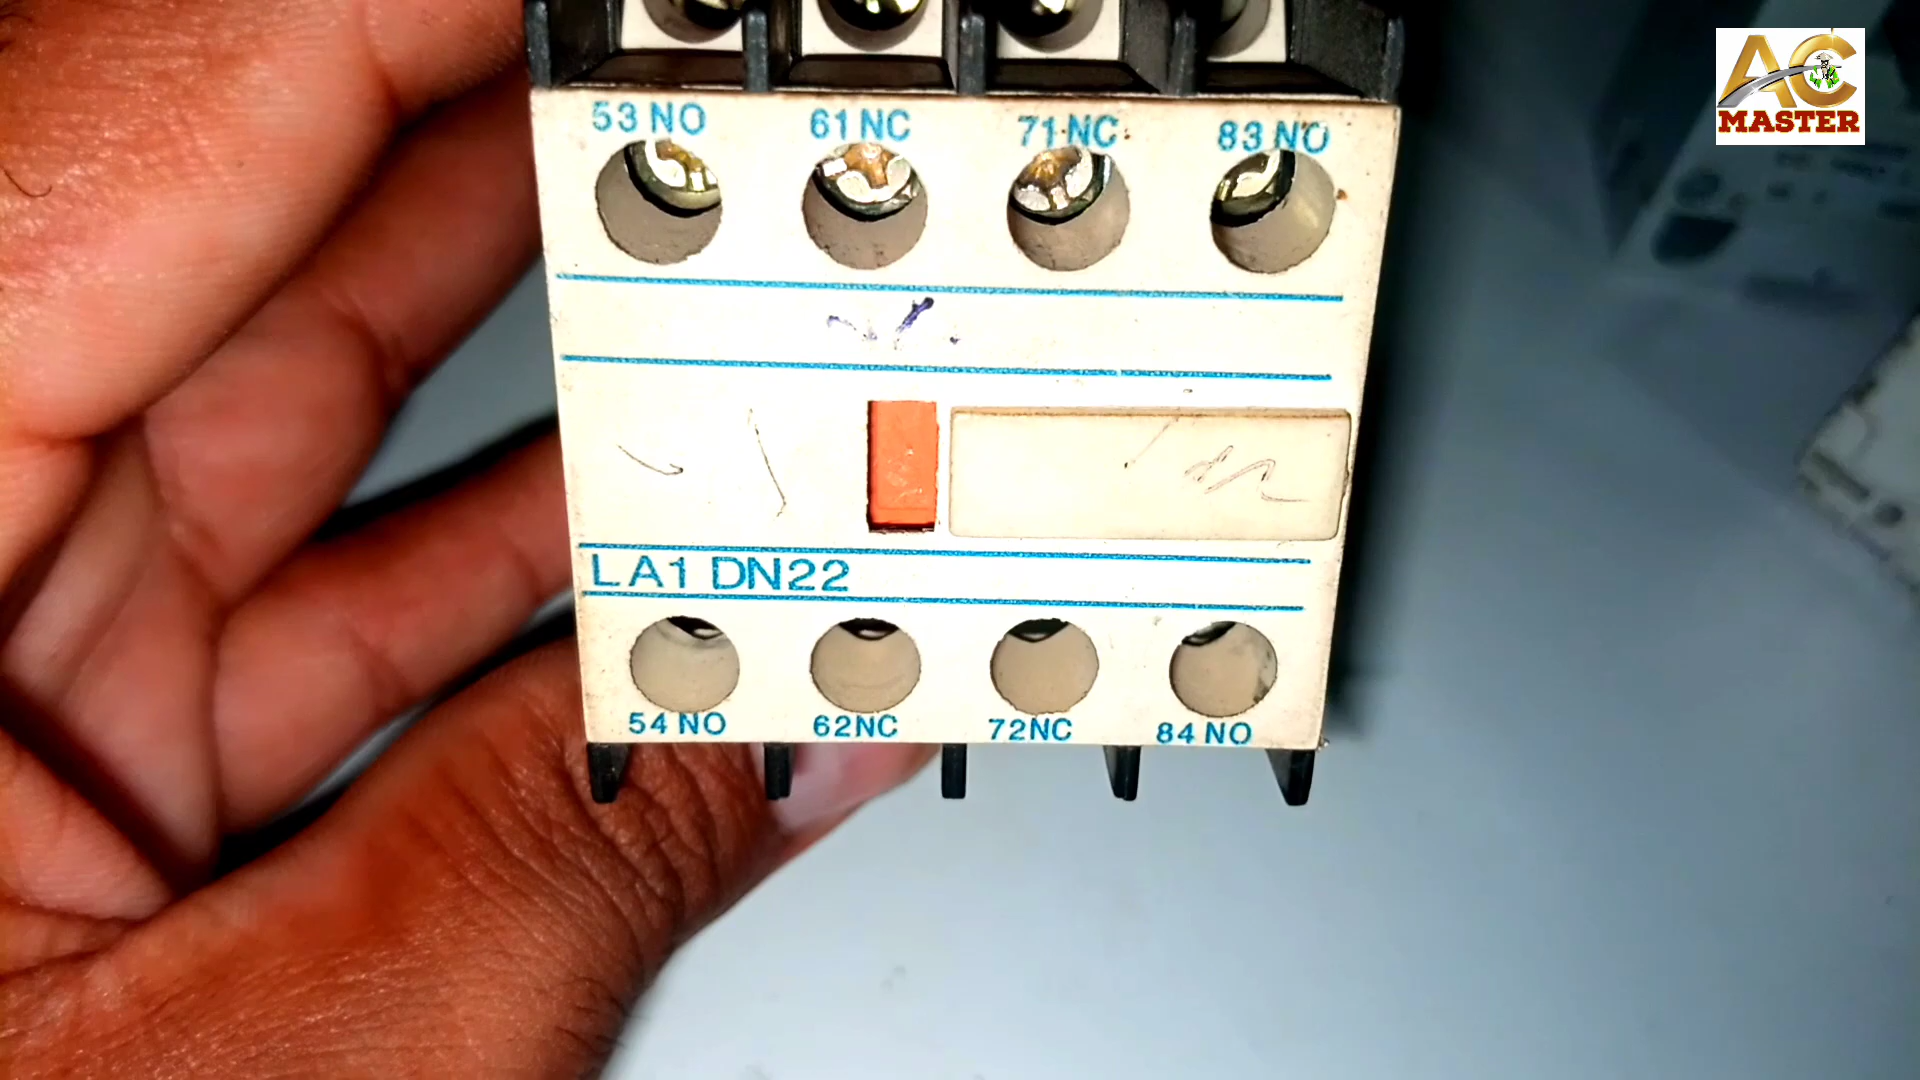 AC
MASTER
53 NO 61 NC 71 NC 83 NO
LA1 DN22
54 NO 62NC 72NC 84 NO